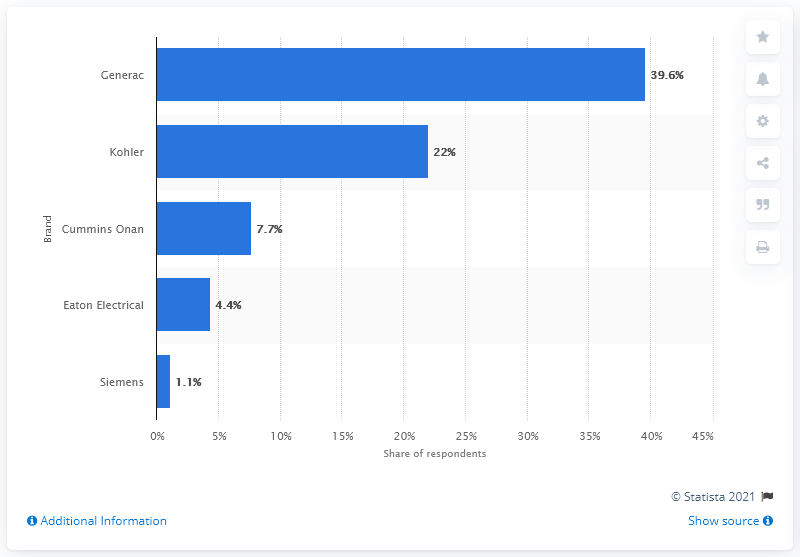 Generac
39.6%
Kohler
22%
Brand
Cummins Onan
7.7%
Eaton Electrical
4.4%
Siemens
1.1%
0% 5% 10% 15% 20% 25% 30% 35% 40% 45%
Share of respondents
© Statista 2021
Additional Information
Show source